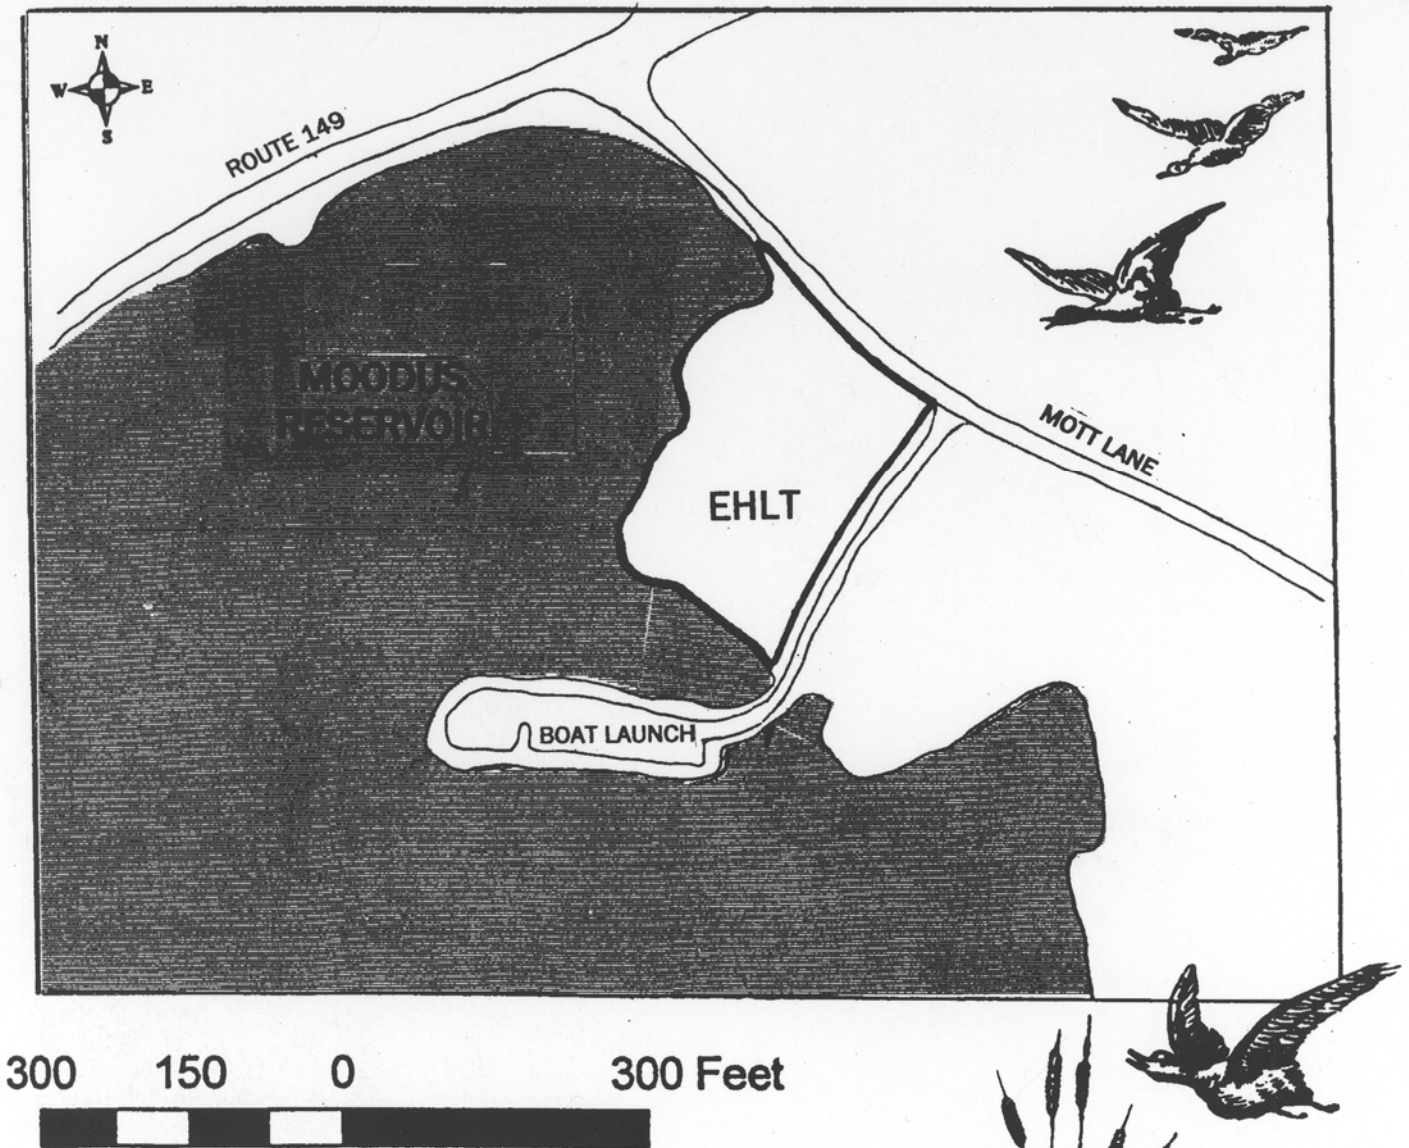 N
W E
S
ROUTE 149
MOODUS
RESERVOIR
MOTT LANE
EHLT
BOAT LAUNCH
300 150 0 300 Feet